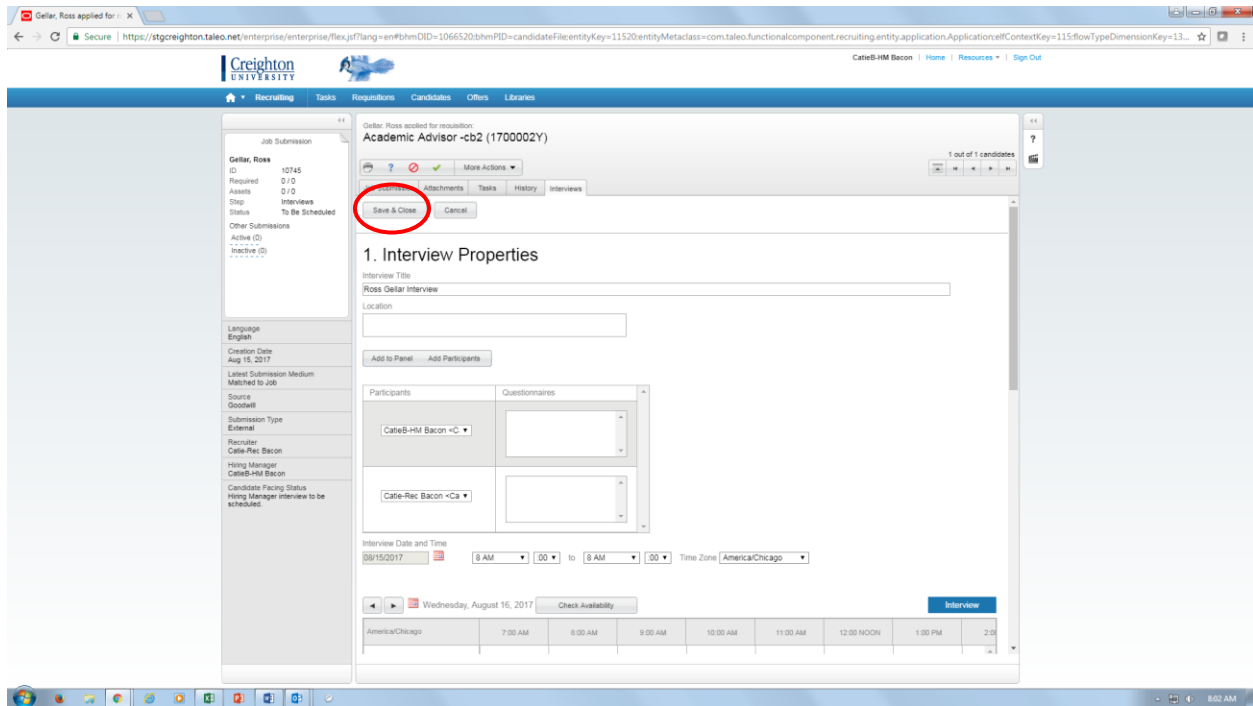 Gellar, Ross applied for r
Secure | https://stgcreighton.taleo.net/enterprise/enterprise/flex.jsf?lang=en#bhmDID=1066520;bhmPID=candidateFile;entityKey=11520;entityMetaclass=com.taleo.functionalcomponent.recruiting.entity.application.Application;elfContextKey=115;flowTypeDimensionKey=13...
Creighton
UNIVERSITY
CatieB-HM Bacon | Home | Resources | Sign Out
Recruiting Tasks Requisitions Candidates Offers Libraries
Job Submission
Gellar, Ross
ID 10745
Required 0 / 0
Assets 0 / 0
Step Interviews
Status To Be Scheduled
Other Submissions
Active (0)
Inactive (0)
Language
English
Creation Date
Aug 15, 2017
Latest Submission Medium
Matched to Job
Source
Goodwill
Submission Type
External
Recruiter
Catie-Rec Bacon
Hiring Manager
CatieB-HM Bacon
Candidate Facing Status
Hiring Manager interview to be
scheduled.
Gellar, Ross applied for requisition:
Academic Advisor -cb2 (1700002Y)
1 out of 1 candidates
? More Actions
Job Submission Attachments Tasks History Interviews
Save & Close Cancel
1. Interview Properties
Interview Title
Ross Gellar Interview
Location
Add to Panel Add Participants
Participants Questionnaires
CatieB-HM Bacon <C
Catie-Rec Bacon <Ca
Interview Date and Time
08/15/2017 8 AM :00 to 8 AM :00 Time Zone America/Chicago
Wednesday, August 16, 2017 Check Availability Interview
America/Chicago 7:00 AM 8:00 AM 9:00 AM 10:00 AM 11:00 AM 12:00 NOON 1:00 PM 2:00
?
8:02 AM